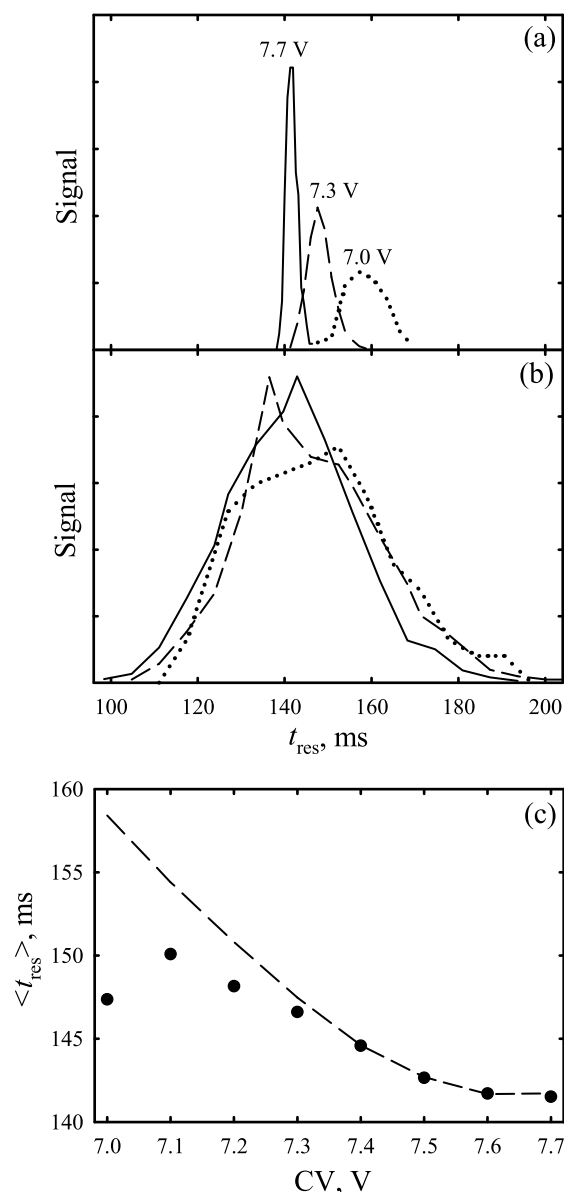 (a)
7.7 V
7.3 V
7.0 V
Signal
(b)
Signal
100 120 140 160 180 200
t_res, ms
(c)
160
155
150
145
140
<t_res>, ms
7.0 7.1 7.2 7.3 7.4 7.5 7.6 7.7
CV, V